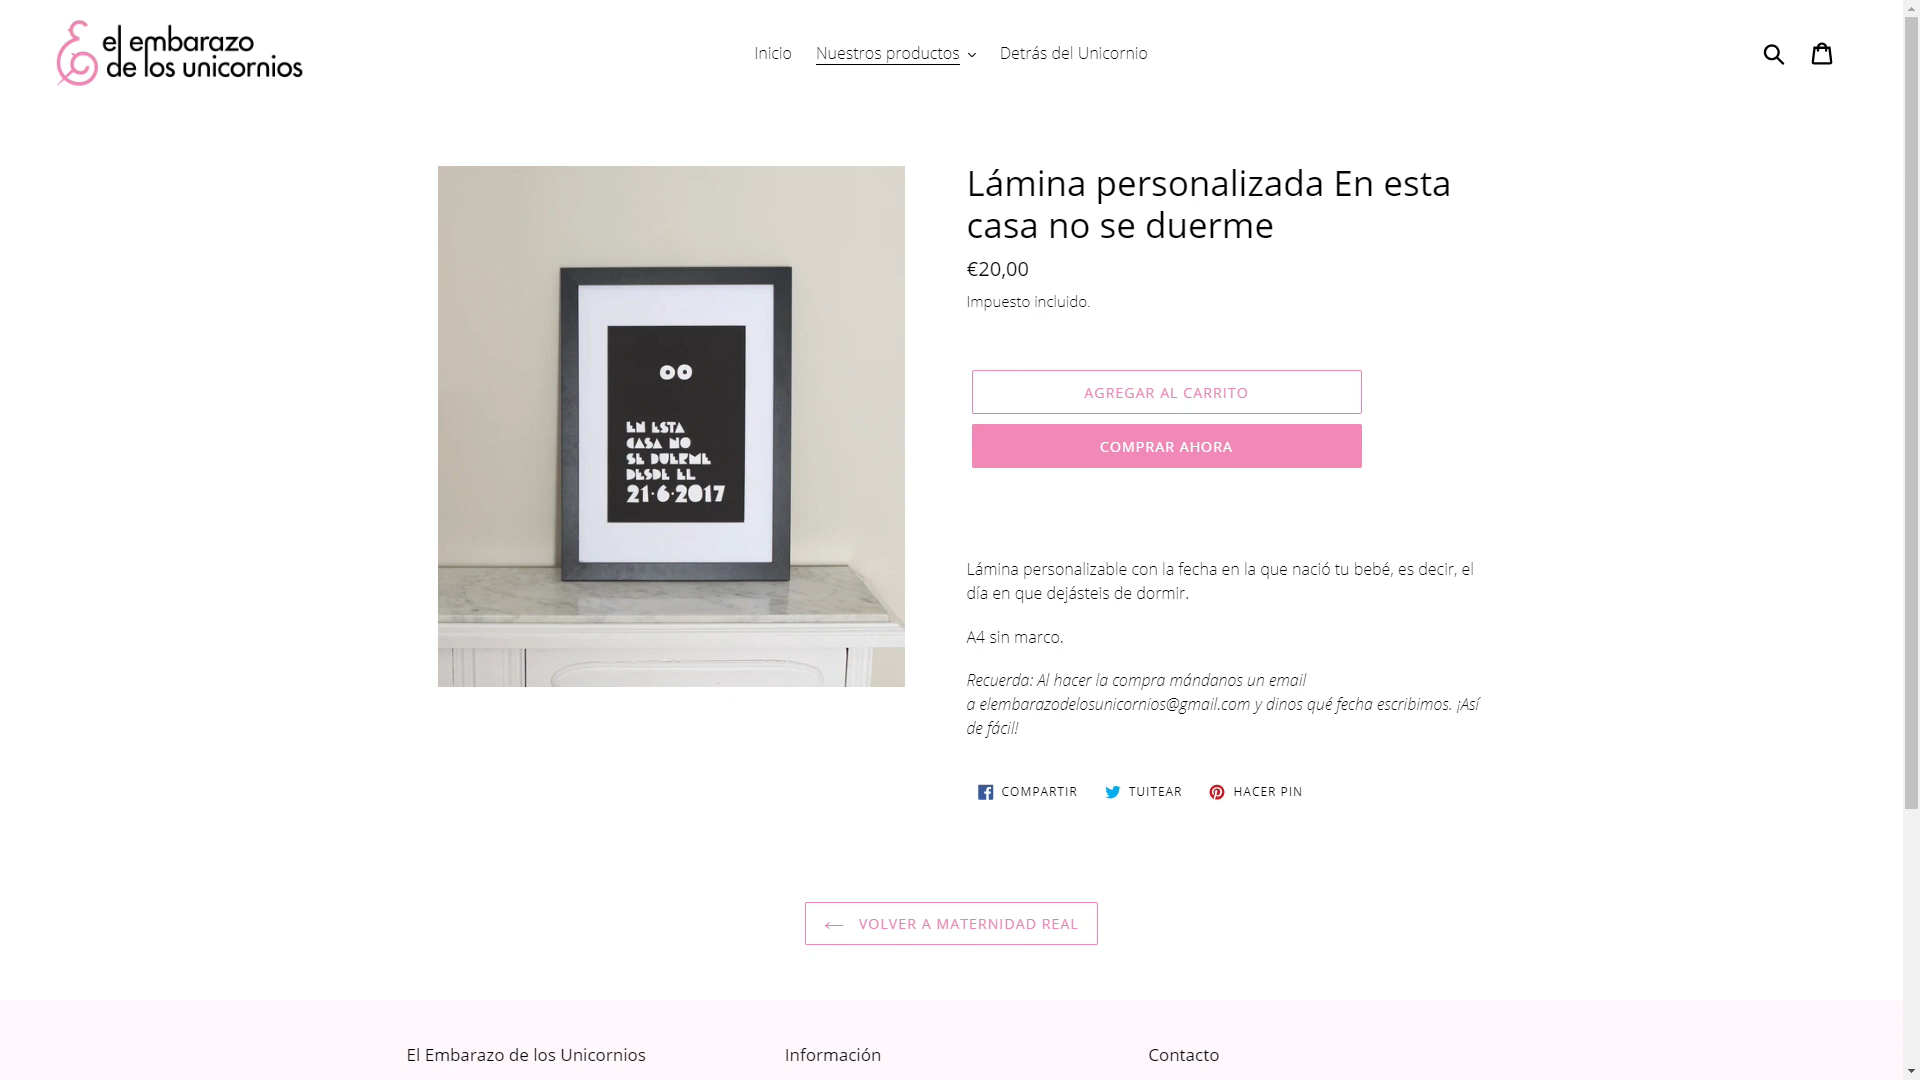 el embarazo
de los unicornios
Inicio
Nuestros productos
Detrás del Unicornio
EN ESTA
CASA NO
SE DUERME
DESDE EL
21·6·2017
Lámina personalizada En esta
casa no se duerme
€20,00
Impuesto incluido.
AGREGAR AL CARRITO
COMPRAR AHORA
Lámina personalizable con la fecha en la que nació tu bebé, es decir, el
día en que dejásteis de dormir.
A4 sin marco.
Recuerda: Al hacer la compra mándanos un email
a elembarazodelosunicornios@gmail.com y dinos qué fecha escribimos. ¡Así
de fácil!
COMPARTIR
TUITEAR
HACER PIN
VOLVER A MATERNIDAD REAL
El Embarazo de los Unicornios
Información
Contacto